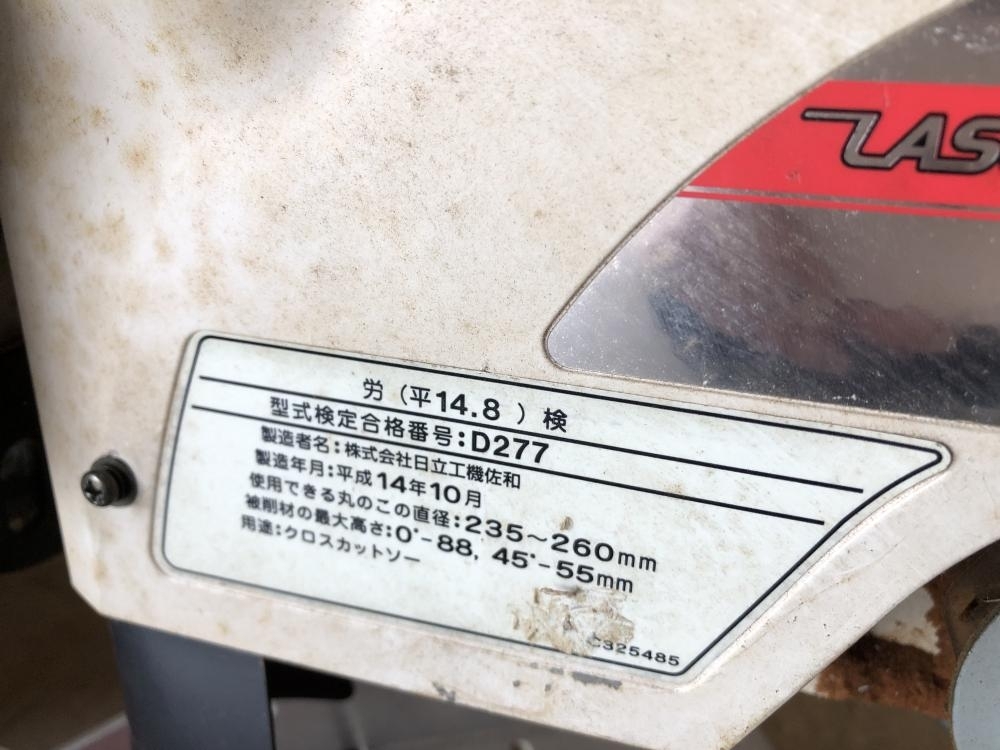 LAS
労（平14.8 ）検
型式検定合格番号:D277
製造者名:株式会社日立工機佐和
製造年月:平成14年10月
使用できる丸のこの直径:235～260mm
被削材の最大高さ:0°-88, 45°-55mm
用途:クロスカットソー
325485